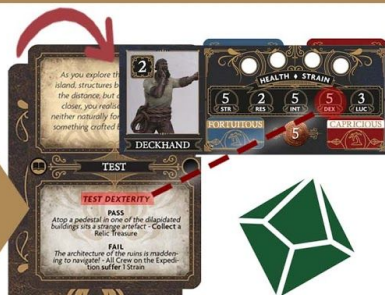 As you explore th
island, structures b
the distance, but a
closer, you realise
neither naturally for
something crafted b
2
DECKHAND
HEALTH STRAIN
5 2 5 5 3
STR RES INT DEX LUC
FORTUITOUS
5
CAPRICIOUS
TEST
TEST DEXTERITY
PASS
Atop a pedestal in one of the dilapidated
buildings sits a strange artefact - Collect a
Relic Treasure
FAIL
The architecture of the ruins is madden-
ing to navigate! - All Crew on the Expedi-
tion suffer 1 Strain